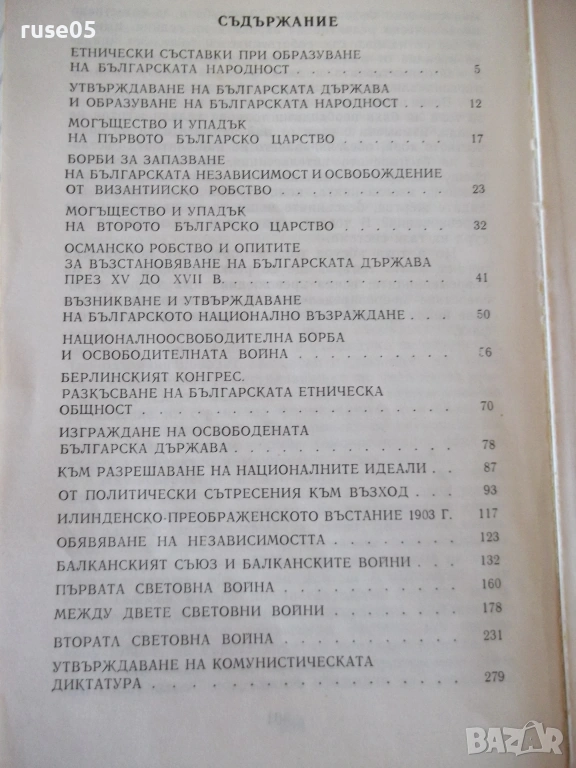 ruse05
СЪДЪРЖАНИЕ
ЕТНИЧЕСКИ СЪСТАВКИ ПРИ ОБРАЗУВАНЕ
НА БЪЛГАРСКАТА НАРОДНОСТ . . . . . . . . . . 5
УТВЪРЖДАВАНЕ НА БЪЛГАРСКАТА ДЪРЖАВА
И ОБРАЗУВАНЕ НА БЪЛГАРСКАТА НАРОДНОСТ . . . 12
МОГЪЩЕСТВО И УПАДЪК
НА ПЪРВОТО БЪЛГАРСКО ЦАРСТВО . . . . . . . 17
БОРБИ ЗА ЗАПАЗВАНЕ
НА БЪЛГАРСКАТА НЕЗАВИСИМОСТ И ОСВОБОЖДЕНИЕ
ОТ ВИЗАНТИЙСКО РОБСТВО . . . . . . . . . . . 23
МОГЪЩЕСТВО И УПАДЪК
НА ВТОРОТО БЪЛГАРСКО ЦАРСТВО . . . . . . . 32
ОСМАНСКО РОБСТВО И ОПИТИТЕ
ЗА ВЪЗСТАНОВЯВАНЕ НА БЪЛГАРСКАТА ДЪРЖАВА
ПРЕЗ XV ДО XVII В. . . . . . . . . . . . . . 41
ВЪЗНИКВАНЕ И УТВЪРЖДАВАНЕ
НА БЪЛГАРСКОТО НАЦИОНАЛНО ВЪЗРАЖДАНЕ . . . . 50
НАЦИОНАЛНООСВОБОДИТЕЛНА БОРБА
И ОСВОБОДИТЕЛНАТА ВОЙНА . . . . . . . . . . 56
БЕРЛИНСКИЯТ КОНГРЕС.
РАЗКЪСВАНЕ НА БЪЛГАРСКАТА ЕТНИЧЕСКА
ОБЩНОСТ . . . . . . . . . . . . . . . . . . 70
ИЗГРАЖДАНЕ НА ОСВОБОДЕНАТА
БЪЛГАРСКА ДЪРЖАВА . . . . . . . . . . . . . 78
КЪМ РАЗРЕШАВАНЕ НА НАЦИОНАЛНИТЕ ИДЕАЛИ . . . 87
ОТ ПОЛИТИЧЕСКИ СЪТРЕСЕНИЯ КЪМ ВЪЗХОД . . . 93
ИЛИНДЕНСКО-ПРЕОБРАЖЕНСКОТО ВЪСТАНИЕ 1903 Г. 117
ОБЯВЯВАНЕ НА НЕЗАВИСИМОСТТА . . . . . . . . 123
БАЛКАНСКИЯТ СЪЮЗ И БАЛКАНСКИТЕ ВОЙНИ . . . 132
ПЪРВАТА СВЕТОВНА ВОЙНА . . . . . . . . . . 160
МЕЖДУ ДВЕТЕ СВЕТОВНИ ВОЙНИ . . . . . . . . 178
ВТОРАТА СВЕТОВНА ВОЙНА . . . . . . . . . . 231
УТВЪРЖДАВАНЕ НА КОМУНИСТИЧЕСКАТА
ДИКТАТУРА . . . . . . . . . . . . . . . . . 279
BAZAR.bg